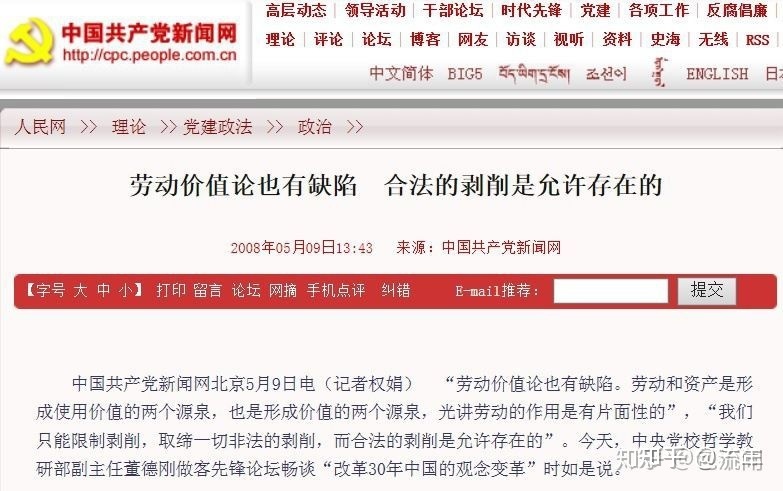 中国共产党新闻网
http://cpc.people.com.cn
高层动态 | 领导活动 | 干部论坛 | 时代先锋 | 党建 | 各项工作 | 反腐倡廉
理论 | 评论 | 论坛 | 博客 | 网友 | 访谈 | 视听 | 资料 | 史海 | 无线 | RSS
中文简体 BIG5 བོད་ཡིག་དྲ་རོགས། 조선어 ENGLISH 日
人民网 >> 理论 >> 党建政法 >> 政治 >>
劳动价值论也有缺陷 合法的剥削是允许存在的
2008年05月09日13:43 来源：中国共产党新闻网
【字号 大 中 小】 打印 留言 论坛 网摘 手机点评 纠错 E-mail推荐： 提交
中国共产党新闻网北京5月9日电（记者权娟） “劳动价值论也有缺陷。劳动和资产是形
成使用价值的两个源泉，也是形成价值的两个源泉，光讲劳动的作用是有片面性的”，“我们
只能限制剥削，取缔一切非法的剥削，而合法的剥削是允许存在的”。今天，中央党校哲学教
研部副主任董德刚做客先锋论坛畅谈“改革30年中国的观念变革”时如是说。
知乎 @流甩